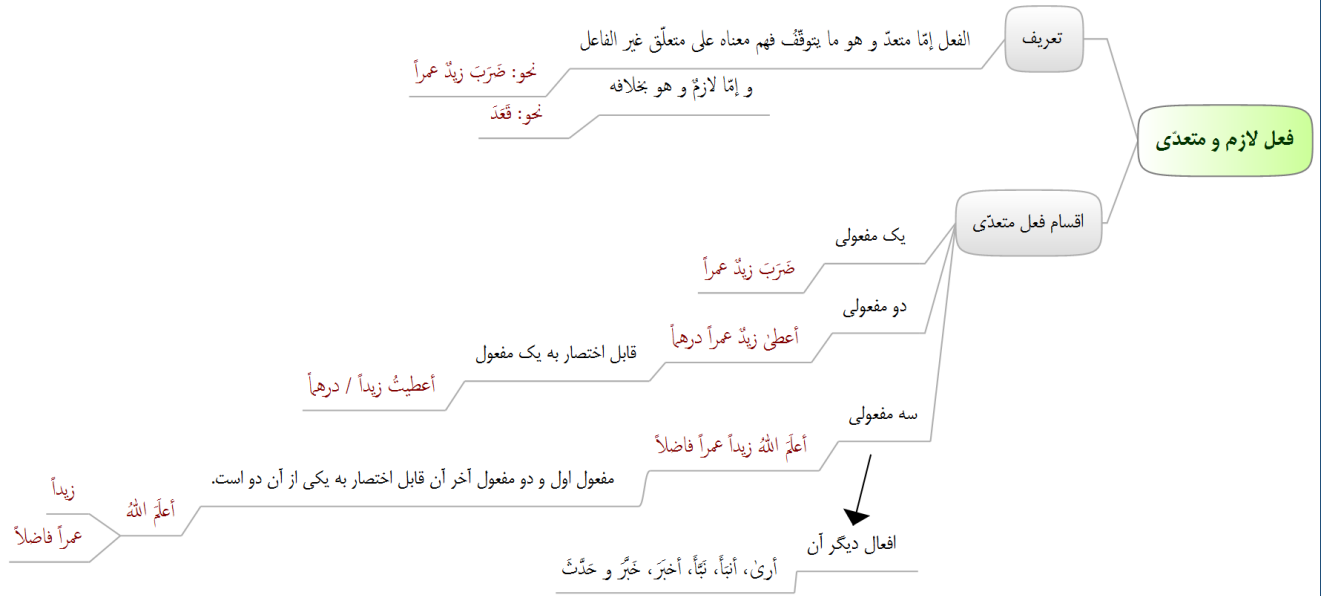 فعل لازم و متعدّی
تعریف
الفعل إمّا متعدّ و هو ما یتوقّفُ فهم معناه علی متعلّق غیر الفاعل
نحو: ضَرَبَ زیدٌ عمراً
و إمّا لازمٌ و هو بخلافه
نحو: قَعَدَ
اقسام فعل متعدّی
یک مفعولی
ضَرَبَ زیدٌ عمراً
دو مفعولی
أعطیٰ زیدٌ عمراً درهماً
قابل اختصار به یک مفعول
أعطیتُ زیداً / درهماً
سه مفعولی
أعلَمَ اللهُ زیداً عمراً فاضلاً
مفعول اول و دو مفعول آخر آن قابل اختصار به یکی از آن دو است.
أعلَمَ اللهُ
زیداً
عمراً فاضلاً
افعال دیگر آن
أریٰ، أنبَأَ، نَبَّأَ، أخبَرَ، خَبَّرَ و حَدَّثَ